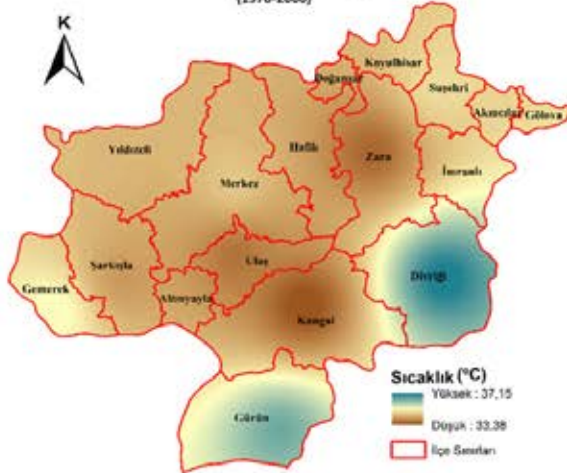 K
Koyulhisar
Doğanşar
Suşehri
Akıncılar
Gölova
Yıldızeli
Hafik
Zara
İmranlı
Merkez
Şarkışla
Ulaş
Divriği
Gemerek
Altınyayla
Kangal
Gürün
Sıcaklık (°C)
Yüksek : 37,15
Düşük : 33,38
İlçe Sınırları